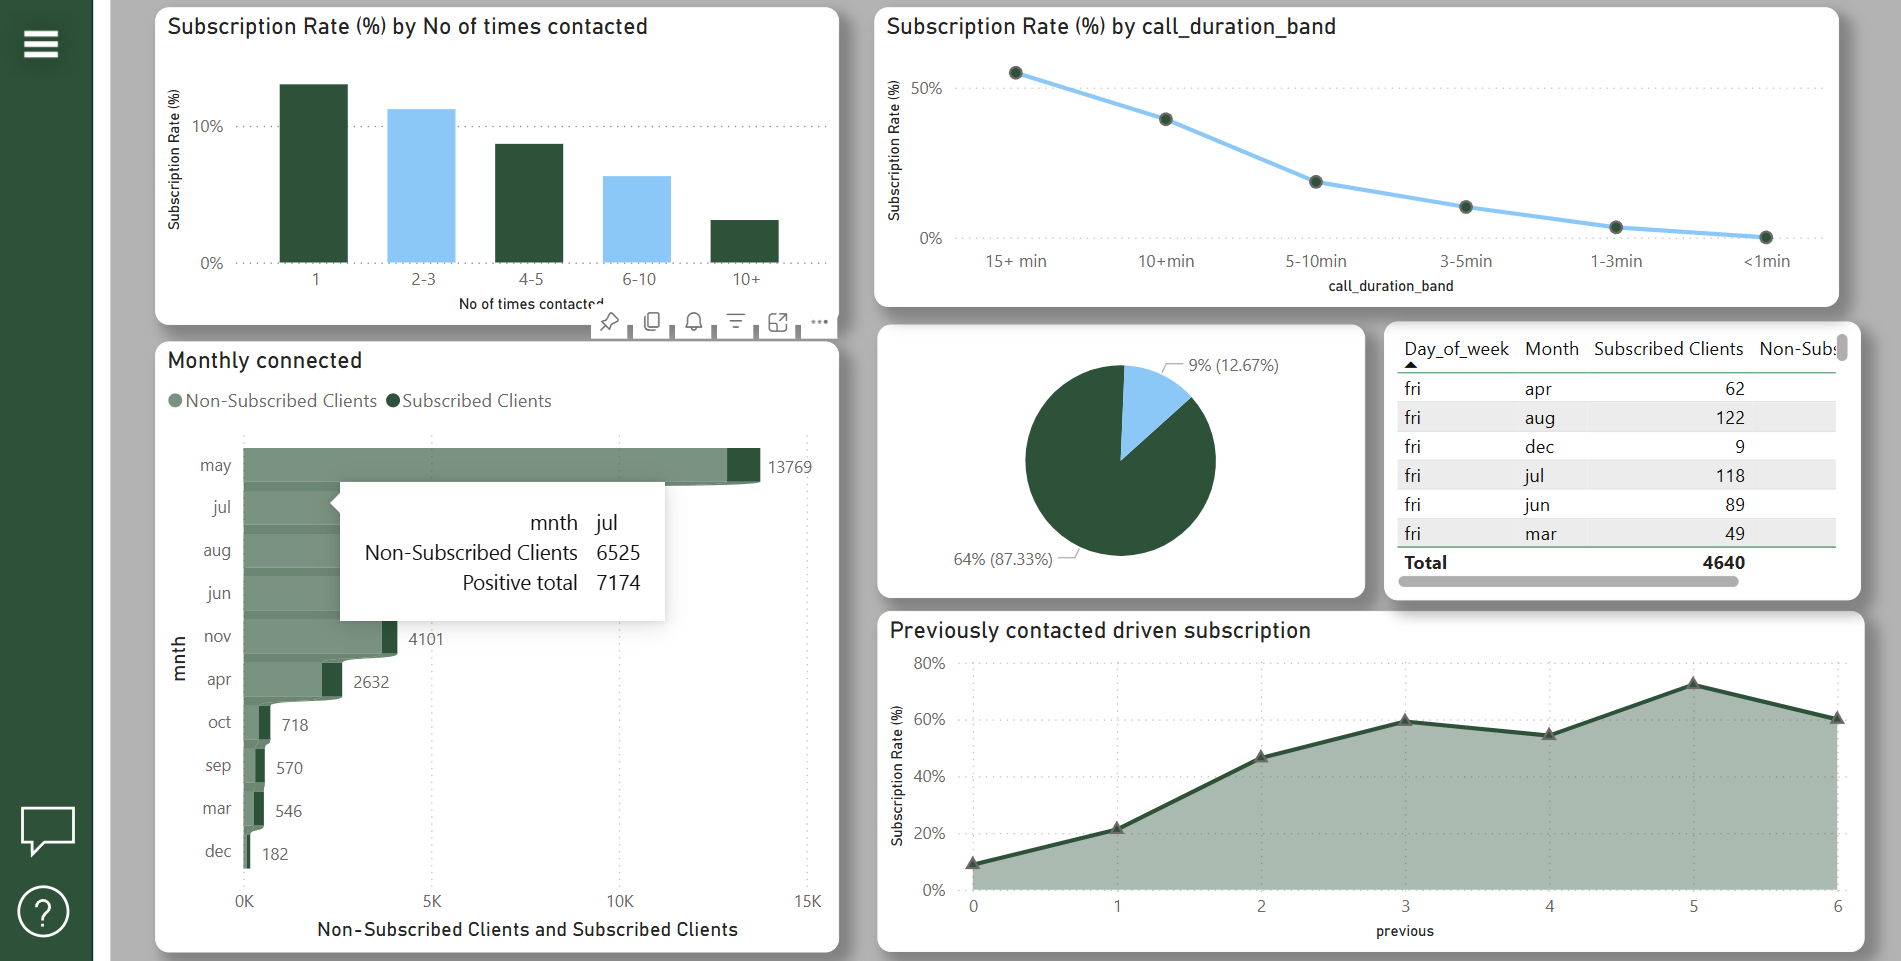 Subscription Rate (%) by No of times contacted
Subscription Rate (%)
10%
0%
1 2-3 4-5 6-10 10+
No of times contacted
Subscription Rate (%) by call_duration_band
Subscription Rate (%)
50%
0%
15+ min 10+min 5-10min 3-5min 1-3min <1min
call_duration_band
Monthly connected
Non-Subscribed Clients Subscribed Clients
mnth
may 13769
jul
aug
jun
nov 4101
apr 2632
oct 718
sep 570
mar 546
dec 182
0K 5K 10K 15K
Non-Subscribed Clients and Subscribed Clients
mnth jul
Non-Subscribed Clients 6525
Positive total 7174
9% (12.67%)
64% (87.33%)
Day_of_week Month Subscribed Clients Non-Subs
fri apr 62
fri aug 122
fri dec 9
fri jul 118
fri jun 89
fri mar 49
Total 4640
Previously contacted driven subscription
Subscription Rate (%)
80%
60%
40%
20%
0%
0 1 2 3 4 5 6
previous
?